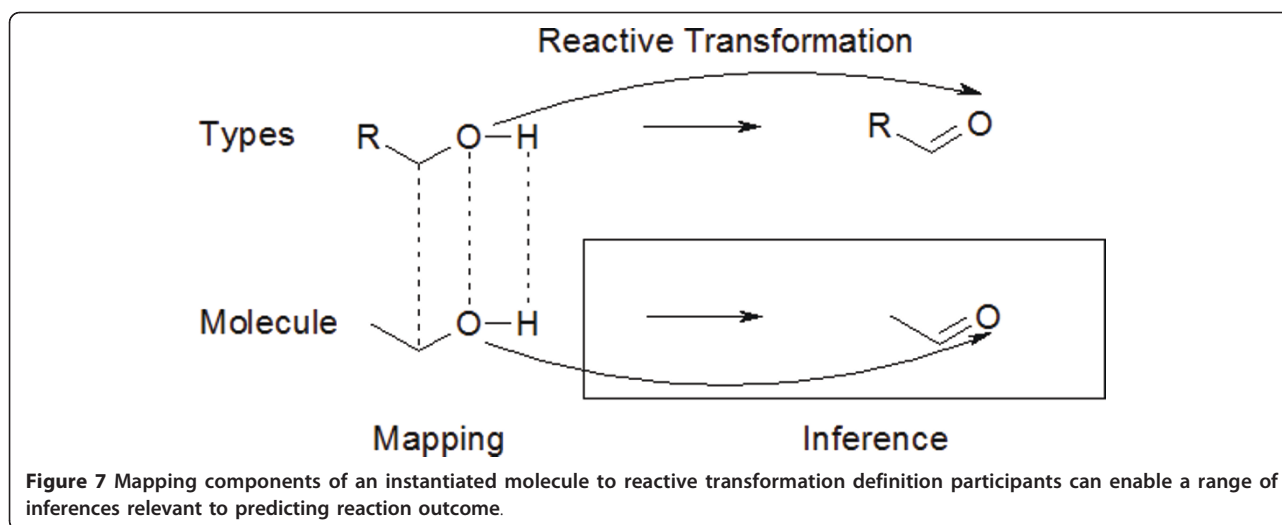 Reactive Transformation
Types R O-H R O
Molecule O-H O
Mapping Inference
Figure 7 Mapping components of an instantiated molecule to reactive transformation definition participants can enable a range of
inferences relevant to predicting reaction outcome.